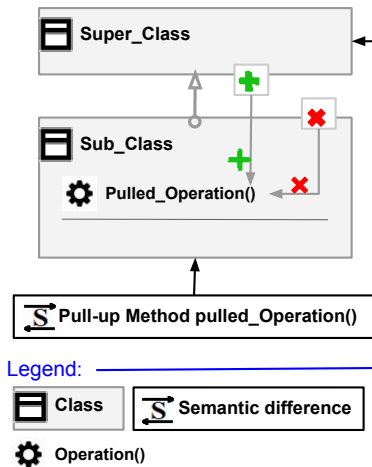 Super_Class
Sub_Class
Pulled_Operation()
S Pull-up Method pulled_Operation()
Legend:
Class
S Semantic difference
Operation()